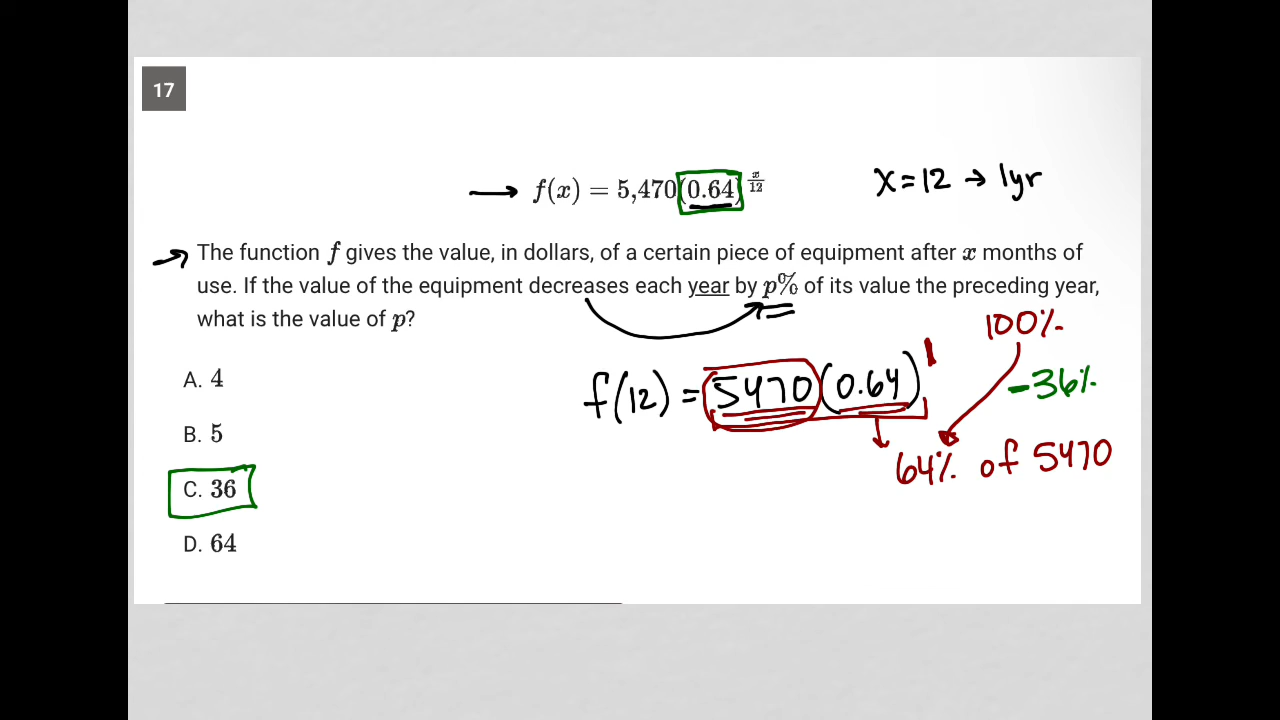 17
f(x) = 5,470(0.64)^{x/12}
x = 12 → 1yr
The function f gives the value, in dollars, of a certain piece of equipment after x months of
use. If the value of the equipment decreases each year by p% of its value the preceding year,
what is the value of p?
100%
-36%
f(12) = 5470(0.64)^1
64% of 5470
A. 4
B. 5
C. 36
D. 64